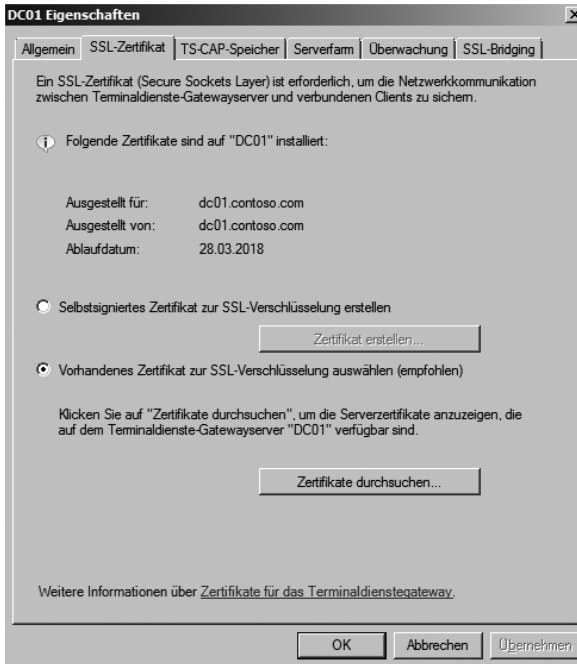 DC01 Eigenschaften
Allgemein SSL-Zertifikat TS-CAP-Speicher Serverfarm Überwachung SSL-Bridging
Ein SSL-Zertifikat (Secure Sockets Layer) ist erforderlich, um die Netzwerkkommunikation
zwischen Terminaldienste-Gatewayserver und verbundenen Clients zu sichern.
Folgende Zertifikate sind auf "DC01" installiert:
Ausgestellt für: dc01.contoso.com
Ausgestellt von: dc01.contoso.com
Ablaufdatum: 28.03.2018
Selbstsigniertes Zertifikat zur SSL-Verschlüsselung erstellen
Zertifikat erstellen...
Vorhandenes Zertifikat zur SSL-Verschlüsselung auswählen (empfohlen)
Klicken Sie auf "Zertifikate durchsuchen", um die Serverzertifikate anzuzeigen, die
auf dem Terminaldienste-Gatewayserver "DC01" verfügbar sind.
Zertifikate durchsuchen...
Weitere Informationen über Zertifikate für das Terminaldienstegateway.
OK Abbrechen Übernehmen